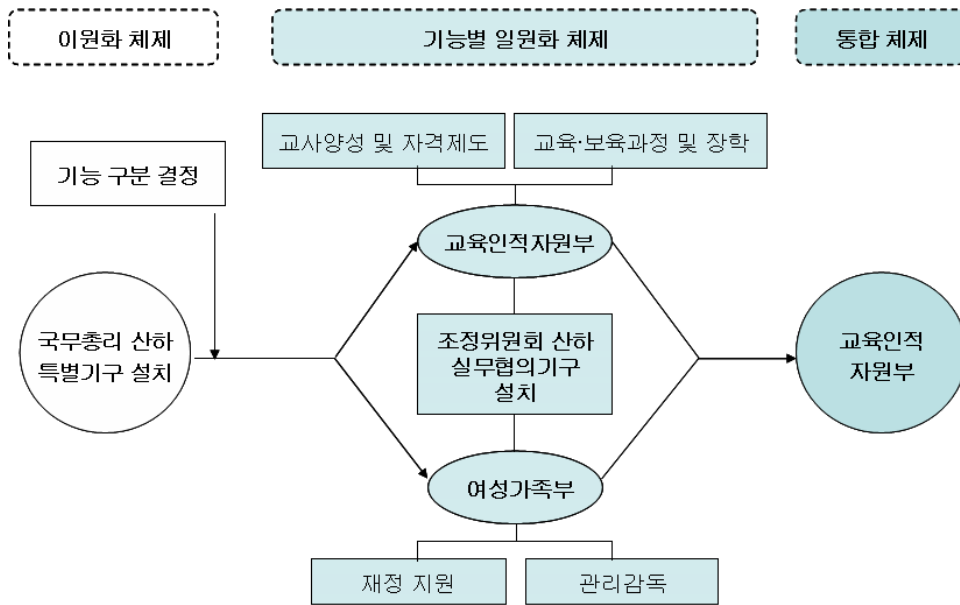 이원화 체제
기능별 일원화 체제
통합 체제
교사양성 및 자격제도
교육·보육과정 및 장학
기능 구분 결정
교육인적자원부
국무총리 산하
특별기구 설치
조정위원회 산하
실무협의기구
설치
교육인적
자원부
여성가족부
재정 지원
관리감독